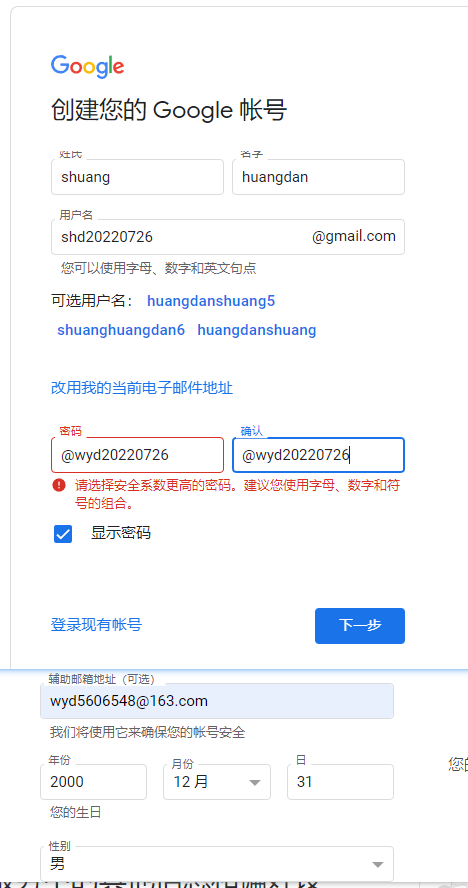 Google
创建您的 Google 帐号
姓氏 名字
shuang huangdan
用户名
shd20220726 @gmail.com
您可以使用字母、数字和英文句点
可选用户名： huangdanshuang5
shuanghuangdan6 huangdanshuang
改用我的当前电子邮件地址
密码 确认
@wyd20220726 @wyd20220726
请选择安全系数更高的密码。建议您使用字母、数字和符
号的组合。
显示密码
登录现有帐号 下一步
辅助邮箱地址（可选）
wyd5606548@163.com
我们将使用它来确保您的帐号安全
年份 月份 日
2000 12 月 31
您的
您的生日
性别
男